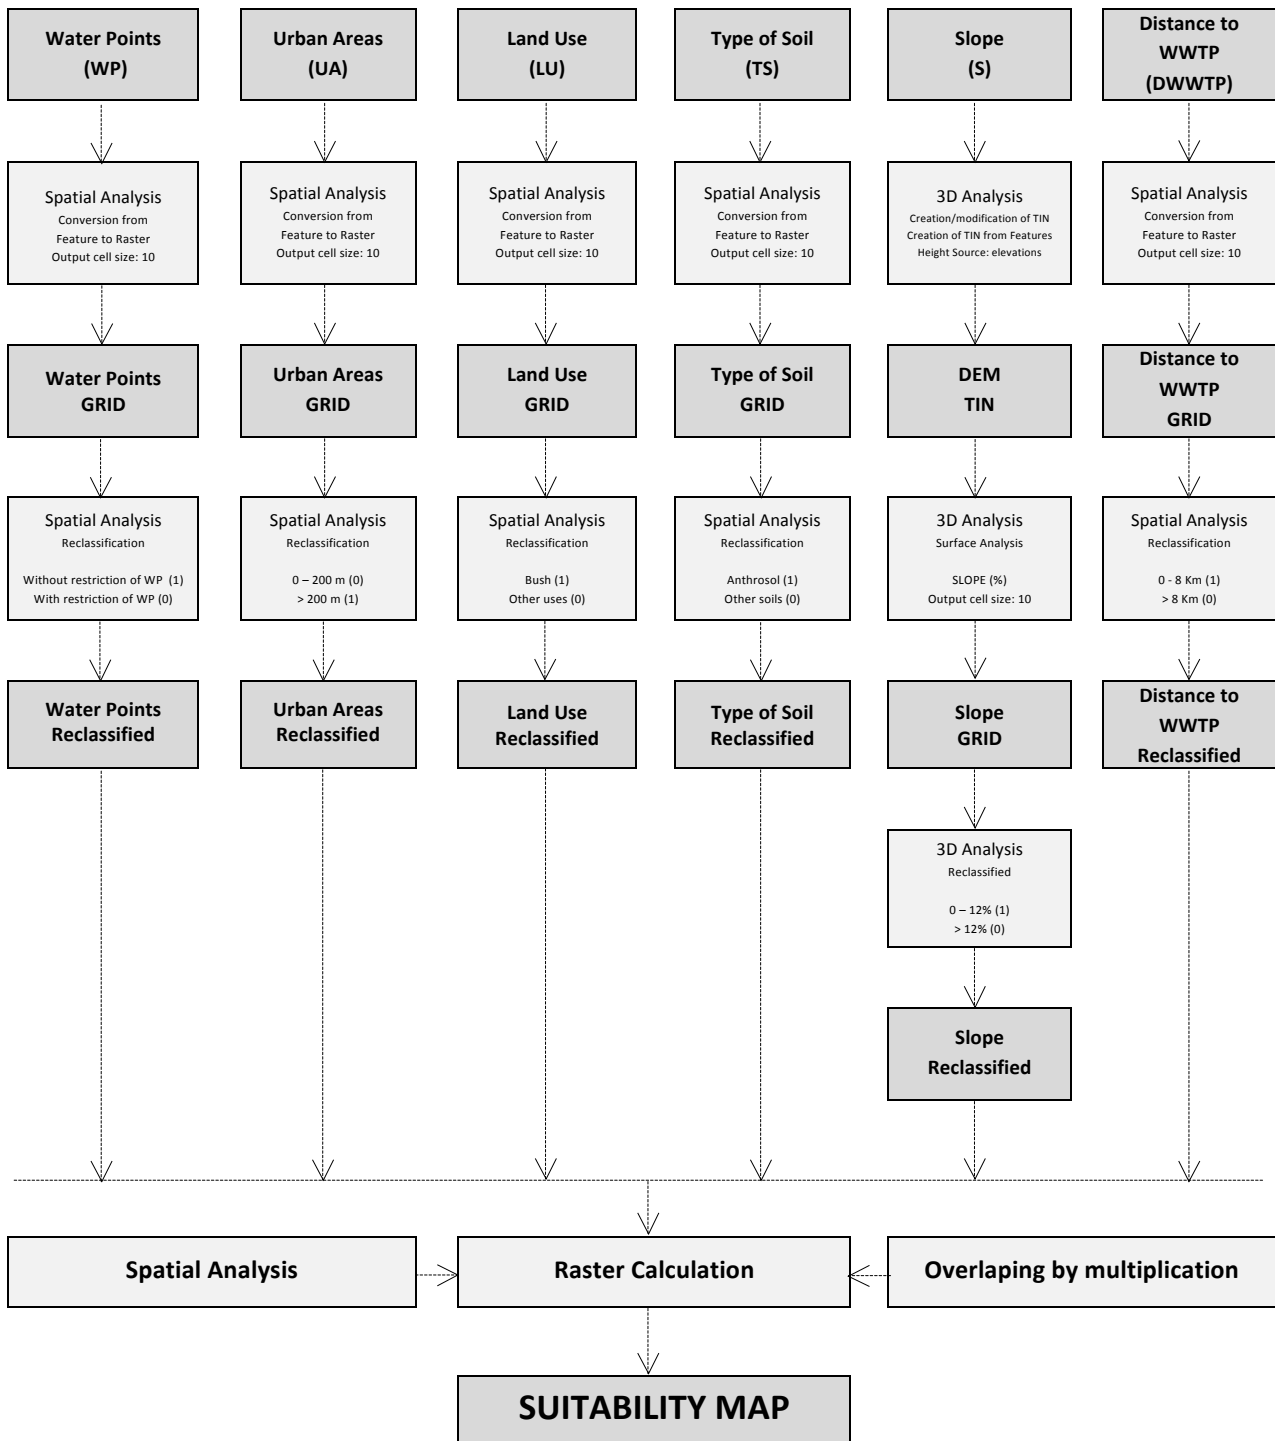 Water Points
(WP)
Urban Areas
(UA)
Land Use
(LU)
Type of Soil
(TS)
Slope
(S)
Distance to
WWTP
(DWWTP)
Spatial Analysis
Conversion from
Feature to Raster
Output cell size: 10
Spatial Analysis
Conversion from
Feature to Raster
Output cell size: 10
Spatial Analysis
Conversion from
Feature to Raster
Output cell size: 10
Spatial Analysis
Conversion from
Feature to Raster
Output cell size: 10
3D Analysis
Creation/modification of TIN
Creation of TIN from Features
Height Source: elevations
Spatial Analysis
Conversion from
Feature to Raster
Output cell size: 10
Water Points
GRID
Urban Areas
GRID
Land Use
GRID
Type of Soil
GRID
DEM
TIN
Distance to
WWTP
GRID
Spatial Analysis
Reclassification
Without restriction of WP (1)
With restriction of WP (0)
Spatial Analysis
Reclassification
0 – 200 m (0)
> 200 m (1)
Spatial Analysis
Reclassification
Bush (1)
Other uses (0)
Spatial Analysis
Reclassification
Anthrosol (1)
Other soils (0)
3D Analysis
Surface Analysis
SLOPE (%)
Output cell size: 10
Spatial Analysis
Reclassification
0 - 8 Km (1)
> 8 Km (0)
Water Points
Reclassified
Urban Areas
Reclassified
Land Use
Reclassified
Type of Soil
Reclassified
Slope
GRID
Distance to
WWTP
Reclassified
3D Analysis
Reclassified
0 – 12% (1)
> 12% (0)
Slope
Reclassified
Spatial Analysis
Raster Calculation
Overlaping by multiplication
SUITABILITY MAP